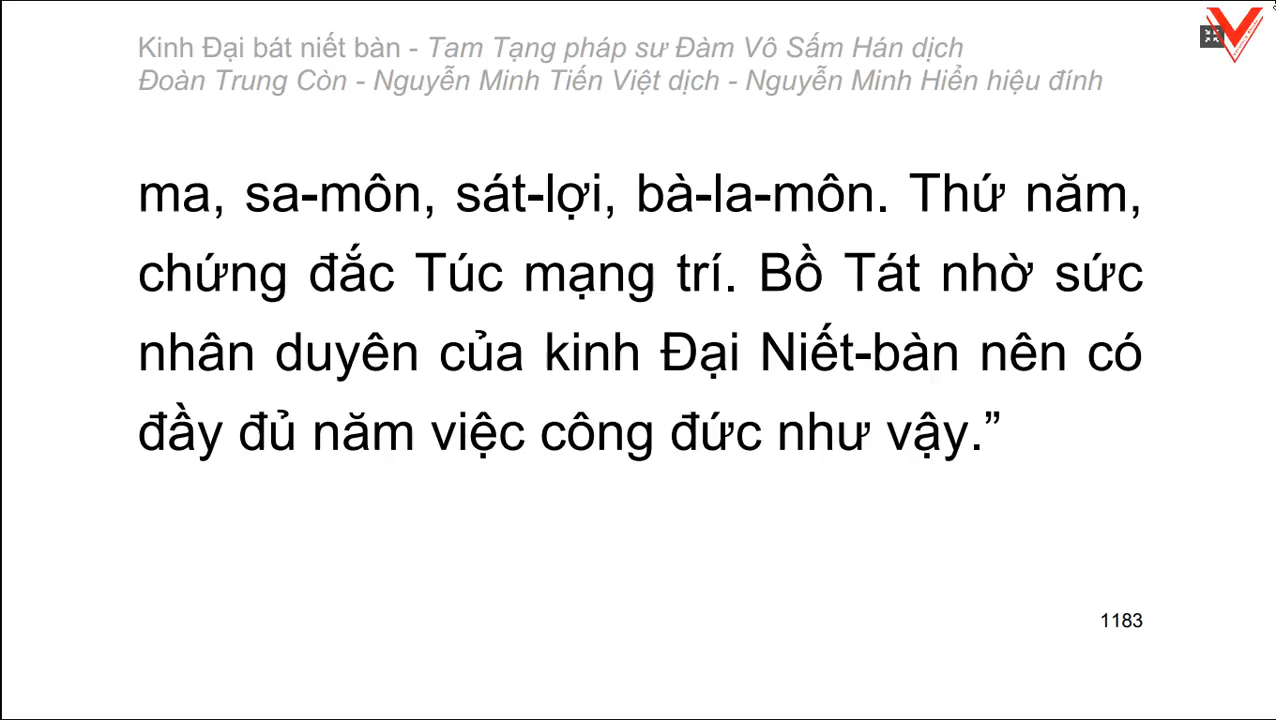 Kinh Đại bát niết bàn - Tam Tạng pháp sư Đàm Vô Sấm Hán dịch
Đoàn Trung Còn - Nguyễn Minh Tiến Việt dịch - Nguyễn Minh Hiển hiệu đính
ma, sa-môn, sát-lợi, bà-la-môn. Thứ năm,
chứng đắc Túc mạng trí. Bồ Tát nhờ sức
nhân duyên của kinh Đại Niết-bàn nên có
đầy đủ năm việc công đức như vậy.”
1183